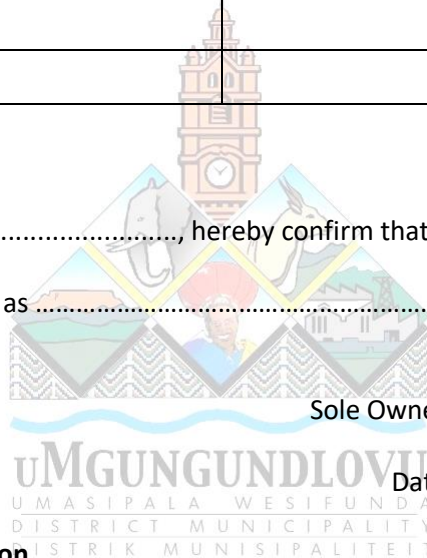 ......................, hereby confirm that
as ..............................................................
Sole Owne
UMGUNGUNDLOVU
Dat
UMASIPALA WESIFUNDA
DISTRICT MUNICIPALITY
on
DISTRIK MUNISIPALITEIT